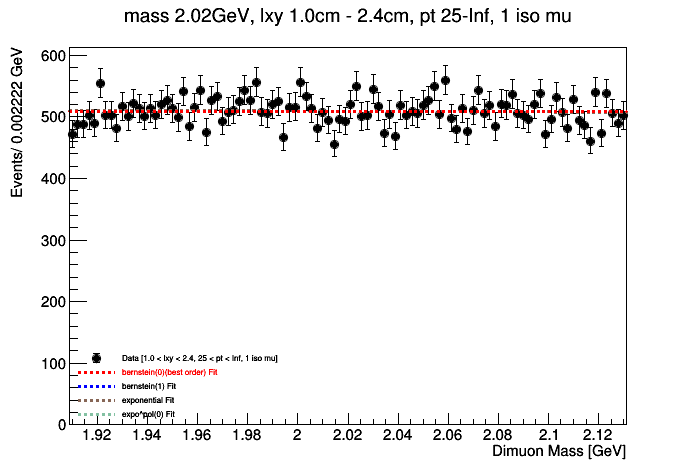 mass 2.02GeV, lxy 1.0cm - 2.4cm, pt 25-Inf, 1 iso mu
Events/ 0.002222 GeV
600
500
400
300
200
100
0
Data [1.0 < lxy < 2.4, 25 < pt < Inf, 1 iso mu]
bernstein(0)(best order) Fit
bernstein(1) Fit
exponential Fit
expo*pol(0) Fit
1.92 1.94 1.96 1.98 2 2.02 2.04 2.06 2.08 2.1 2.12
Dimuon Mass [GeV]